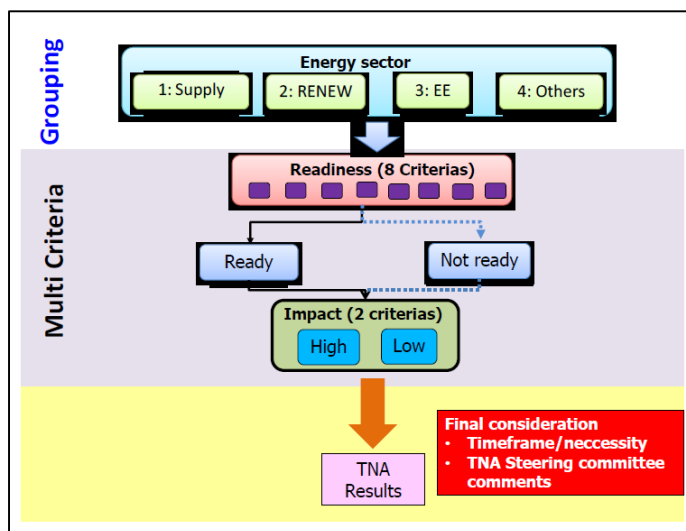 Grouping
Energy sector
1: Supply
2: RENEW
3: EE
4: Others
Multi Criteria
Readiness (8 Criterias)
Ready
Not ready
Impact (2 criterias)
High
Low
Final consideration
• Timeframe/neccessity
• TNA Steering committee
comments
TNA
Results